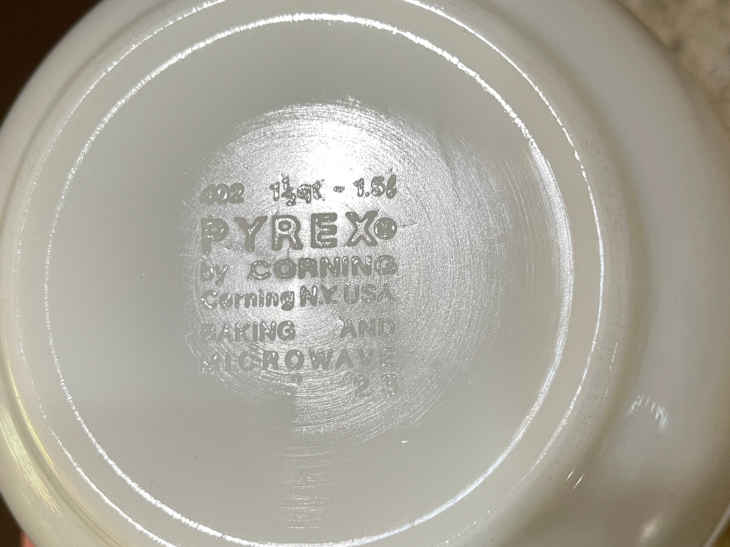 402 1½qt - 1.5ℓ
PYREX®
by CORNING
Corning N.Y. USA
BAKING AND
MICROWAVE